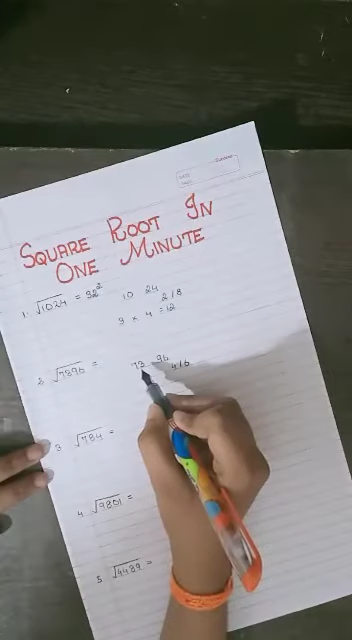 SQUARE ROOT IN
ONE MINUTE
1. √1024 = 32² 10 24
2/8
3 × 4 = 12
2. √7396 = 73 96
4/6
3. √784 =
4. √9801 =
5. √4489 =